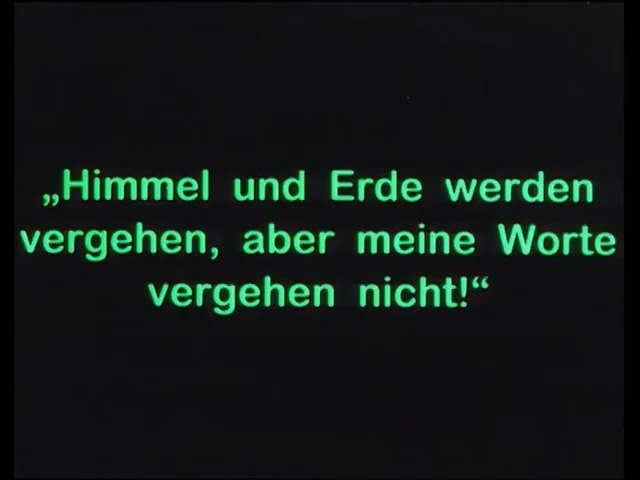 „Himmel und Erde werden
vergehen, aber meine Worte
vergehen nicht!“